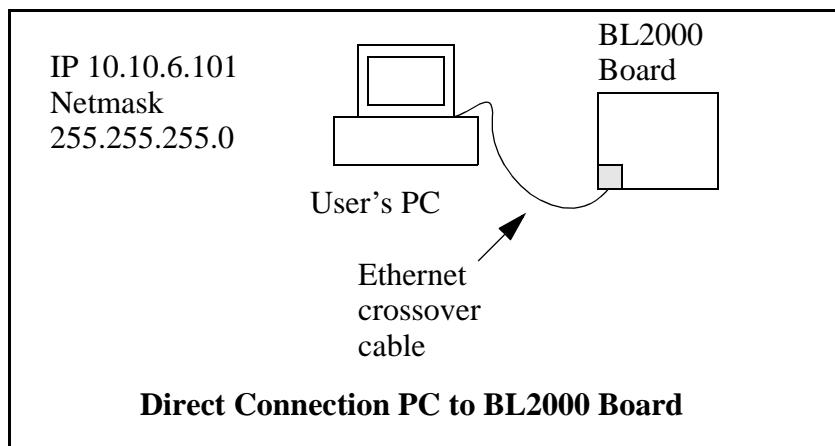 IP 10.10.6.101
Netmask
255.255.255.0
BL2000
Board
User’s PC
Ethernet
crossover
cable
Direct Connection PC to BL2000 Board